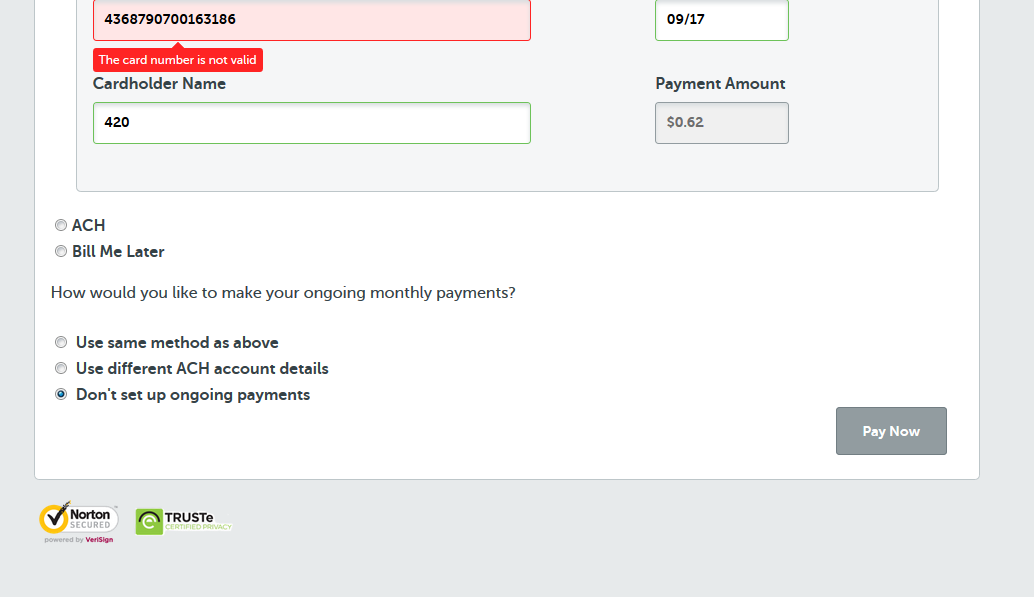 4368790700163186 09/17
The card number is not valid
Cardholder Name Payment Amount
420 $0.62
ACH
Bill Me Later
How would you like to make your ongoing monthly payments?
Use same method as above
Use different ACH account details
Don't set up ongoing payments
Pay Now
Norton
SECURED
powered by VeriSign
TRUSTe
CERTIFIED PRIVACY